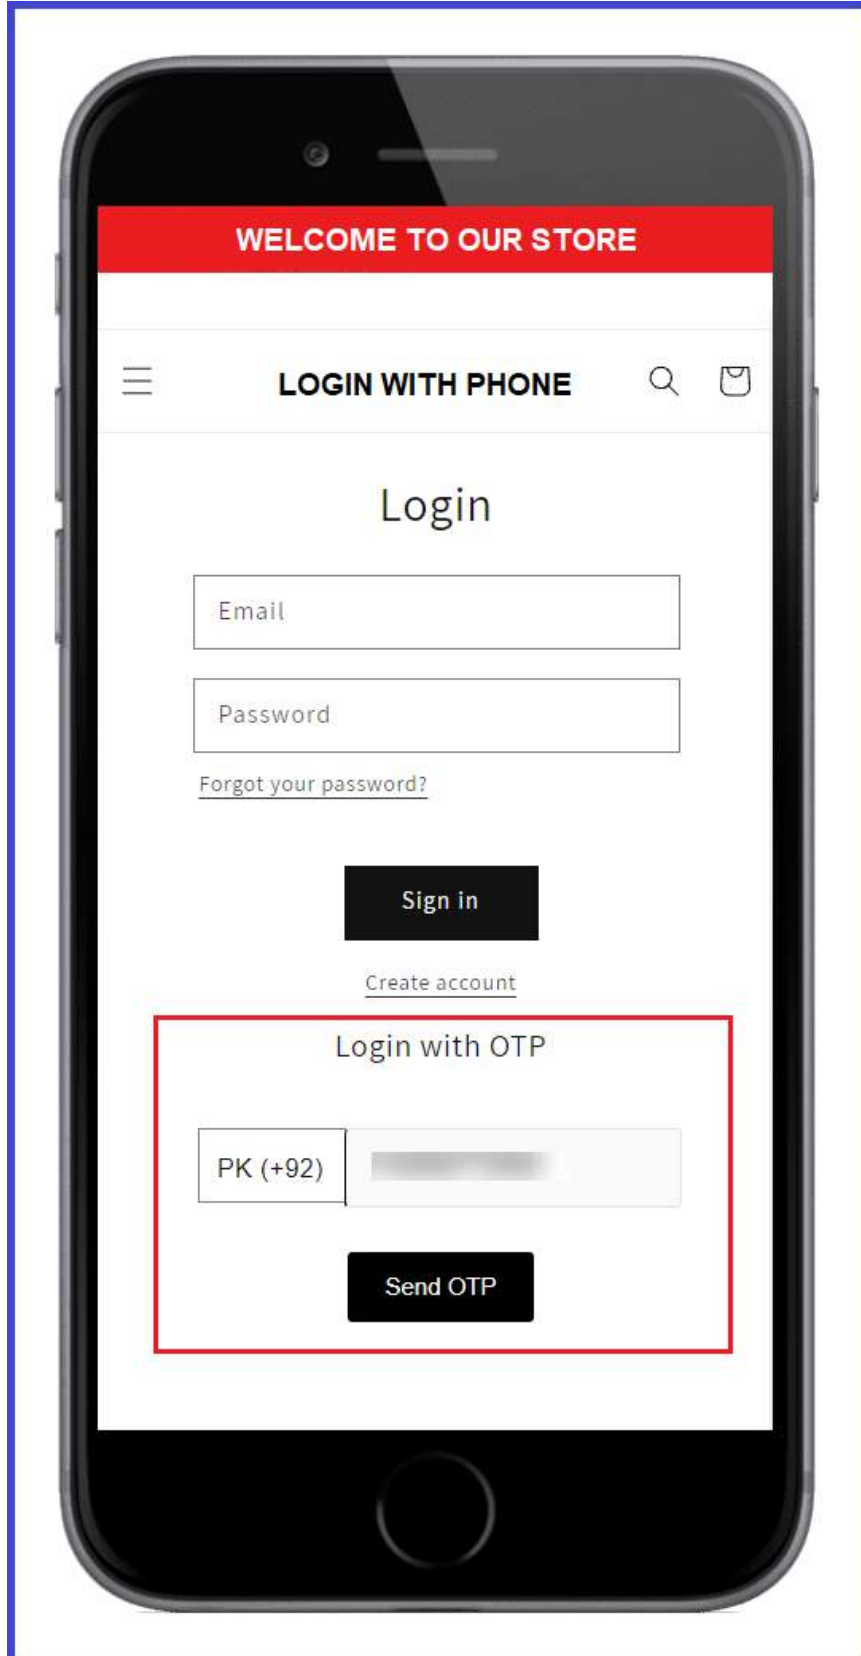 WELCOME TO OUR STORE
LOGIN WITH PHONE
Login
Email
Password
Forgot your password?
Sign in
Create account
Login with OTP
PK (+92)
Send OTP